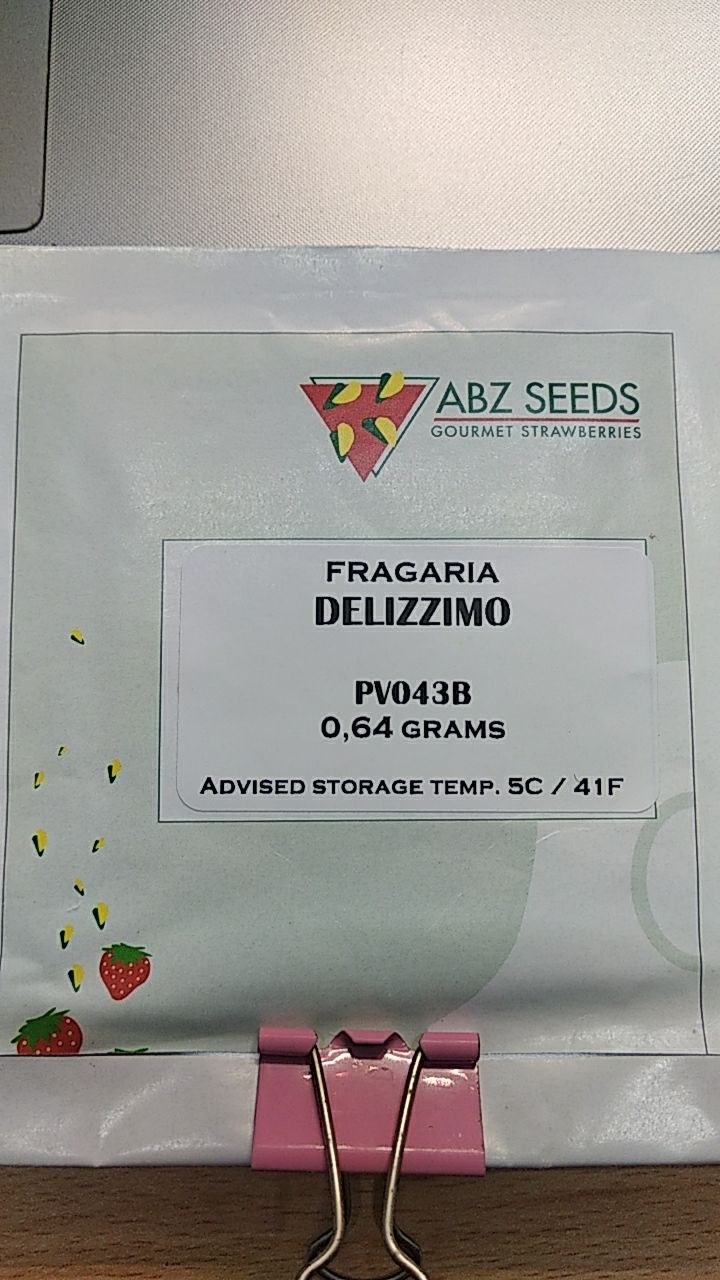 ABZ SEEDS
GOURMET STRAWBERRIES
FRAGARIA
DELIZZIMO
PV043B
0,64 GRAMS
ADVISED STORAGE TEMP. 5C / 41F